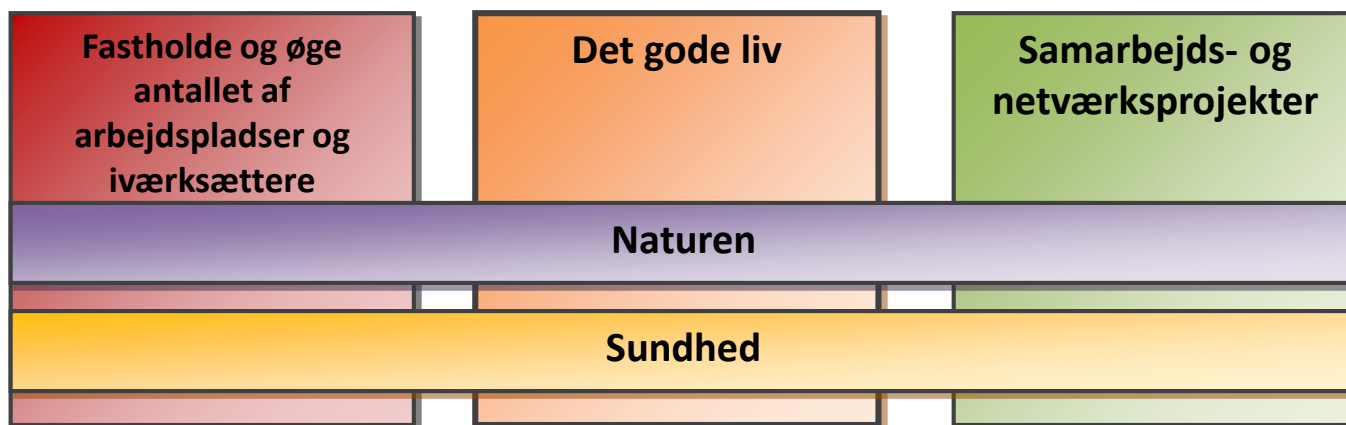 Fastholde og øge
antallet af
arbejdspladser og
iværksættere
Det gode liv
Samarbejds- og
netværksprojekter
Naturen
Sundhed